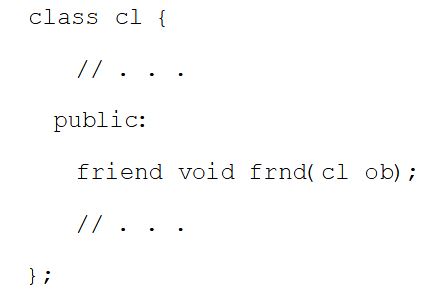 class cl {
// . . .
public:
friend void frnd( cl ob);
// . . .
};